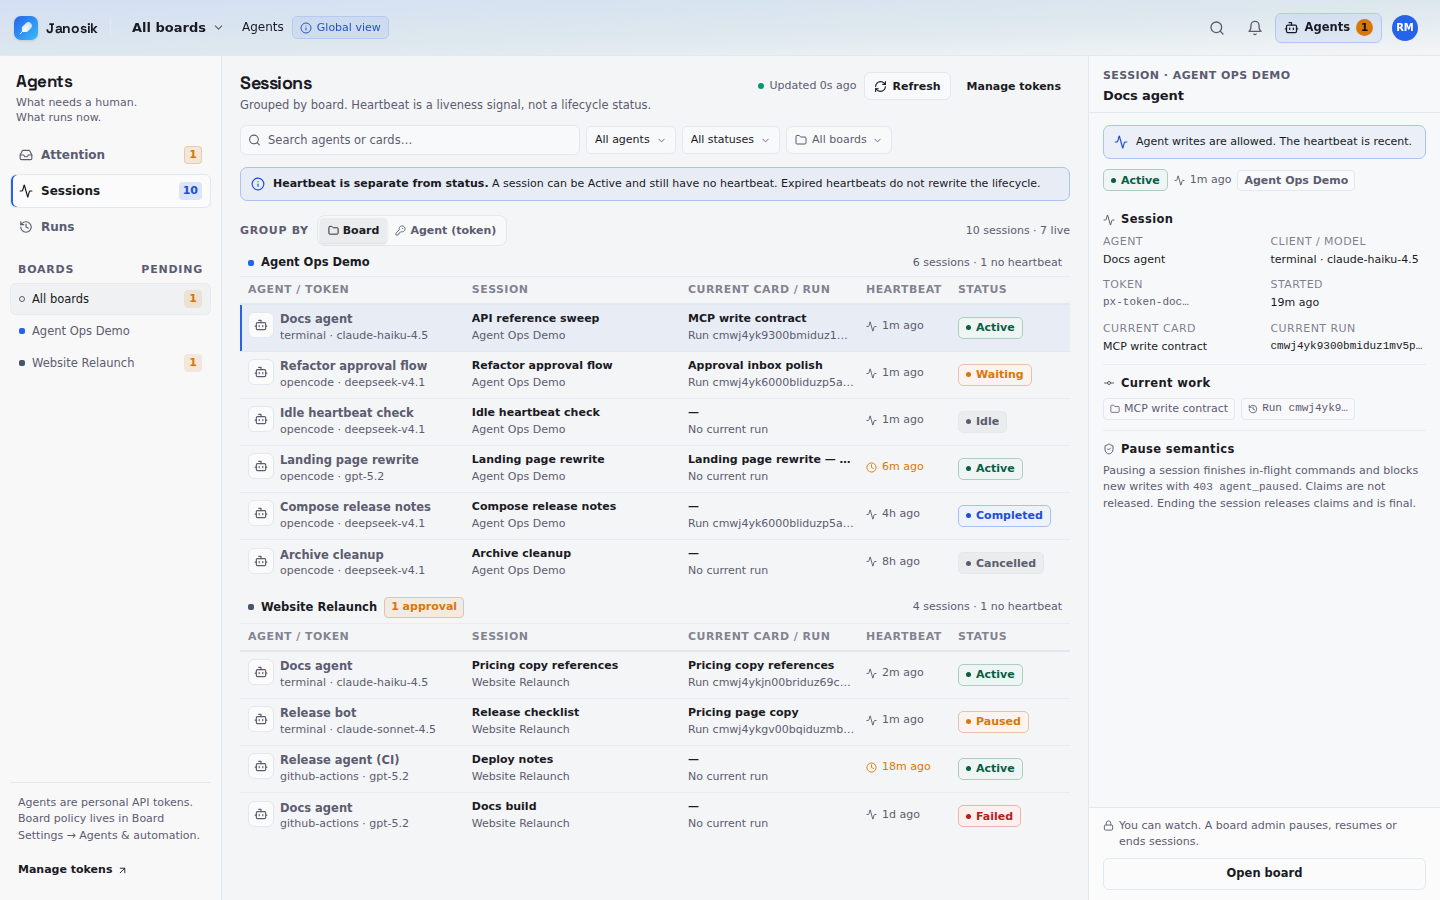 Janosik
All boards
Agents
Global view
Agents 1
RM
Agents
What needs a human.
What runs now.
Attention 1
Sessions 10
Runs
BOARDS PENDING
All boards 1
Agent Ops Demo
Website Relaunch 1
Agents are personal API tokens.
Board policy lives in Board
Settings → Agents & automation.
Manage tokens
Sessions
Grouped by board. Heartbeat is a liveness signal, not a lifecycle status.
Updated 0s ago
Refresh
Manage tokens
Search agents or cards...
All agents
All statuses
All boards
Heartbeat is separate from status. A session can be Active and still have no heartbeat. Expired heartbeats do not rewrite the lifecycle.
GROUP BY Board Agent (token)
10 sessions · 7 live
Agent Ops Demo
6 sessions · 1 no heartbeat
AGENT / TOKEN SESSION CURRENT CARD / RUN HEARTBEAT STATUS
Docs agent API reference sweep MCP write contract 1m ago Active
terminal · claude-haiku-4.5 Agent Ops Demo Run cmwj4yk9300bmiduz1...
Refactor approval flow Refactor approval flow Approval inbox polish 1m ago Waiting
opencode · deepseek-v4.1 Agent Ops Demo Run cmwj4yk6000bliduzp5a...
Idle heartbeat check Idle heartbeat check — 1m ago Idle
opencode · deepseek-v4.1 Agent Ops Demo No current run
Landing page rewrite Landing page rewrite Landing page rewrite — ... 6m ago Active
opencode · gpt-5.2 Agent Ops Demo No current run
Compose release notes Compose release notes — 4h ago Completed
opencode · deepseek-v4.1 Agent Ops Demo Run cmwj4yk6000bliduzp5a...
Archive cleanup Archive cleanup — 8h ago Cancelled
opencode · deepseek-v4.1 Agent Ops Demo No current run
Website Relaunch 1 approval
4 sessions · 1 no heartbeat
AGENT / TOKEN SESSION CURRENT CARD / RUN HEARTBEAT STATUS
Docs agent Pricing copy references Pricing copy references 2m ago Active
terminal · claude-haiku-4.5 Website Relaunch Run cmwj4ykjn00briduz69c...
Release bot Release checklist Pricing page copy 1m ago Paused
terminal · claude-sonnet-4.5 Website Relaunch Run cmwj4ykgv00bqiduzmb...
Release agent (CI) Deploy notes — 18m ago Active
github-actions · gpt-5.2 Website Relaunch No current run
Docs agent Docs build — 1d ago Failed
github-actions · gpt-5.2 Website Relaunch No current run
SESSION · AGENT OPS DEMO
Docs agent
Agent writes are allowed. The heartbeat is recent.
Active 1m ago Agent Ops Demo
Session
AGENT CLIENT / MODEL
Docs agent terminal · claude-haiku-4.5
TOKEN STARTED
px-token-doc... 19m ago
CURRENT CARD CURRENT RUN
MCP write contract cmwj4yk9300bmiduz1mv5p...
Current work
MCP write contract Run cmwj4yk9...
Pause semantics
Pausing a session finishes in-flight commands and blocks
new writes with 403 agent_paused. Claims are not
released. Ending the session releases claims and is final.
You can watch. A board admin pauses, resumes or
ends sessions.
Open board